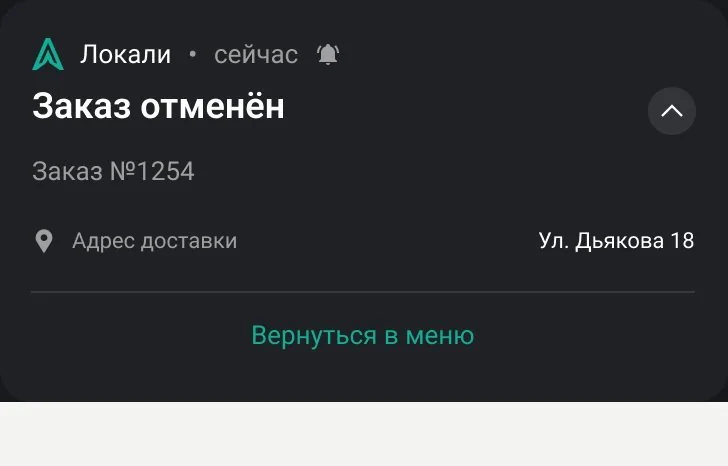 Локали • сейчас
Заказ отменён
Заказ №1254
Адрес доставки Ул. Дьякова 18
Вернуться в меню